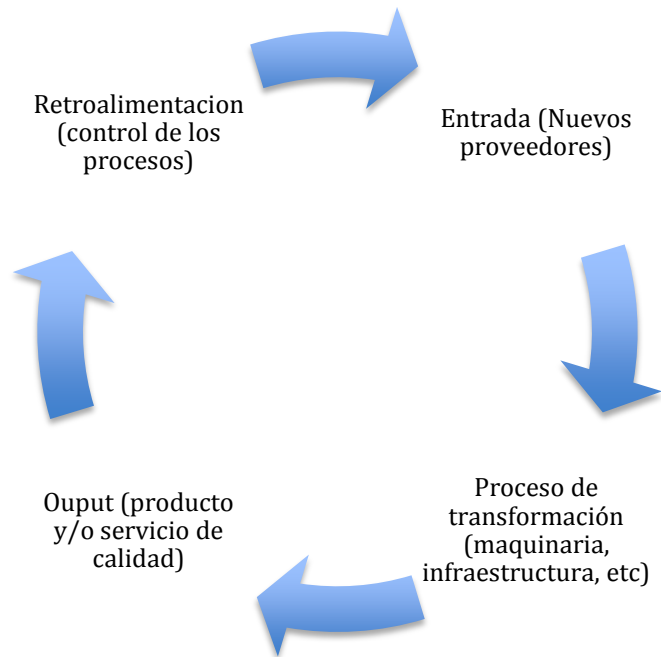 Retroalimentacion
(control de los
procesos)
Entrada (Nuevos
proveedores)
Proceso de
transformación
(maquinaria,
infraestructura, etc)
Ouput (producto
y/o servicio de
calidad)